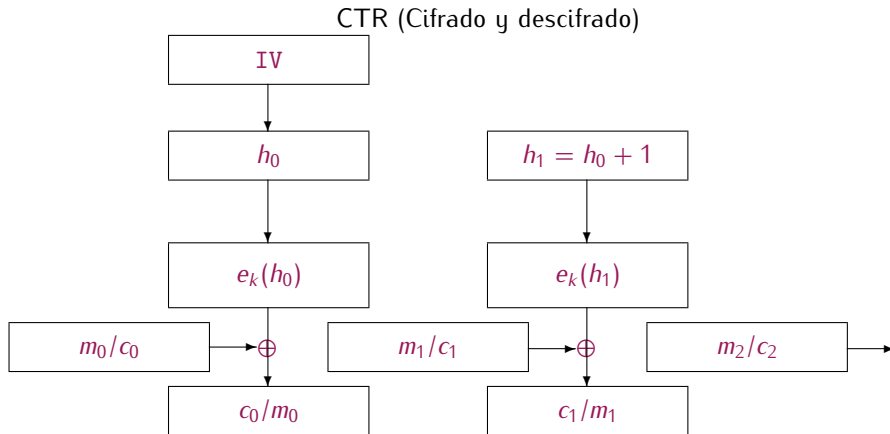 CTR (Cifrado y descifrado)
IV
h₀ h₁ = h₀ + 1
eₖ(h₀) eₖ(h₁)
m₀/c₀ ⊕ m₁/c₁ ⊕ m₂/c₂
c₀/m₀ c₁/m₁